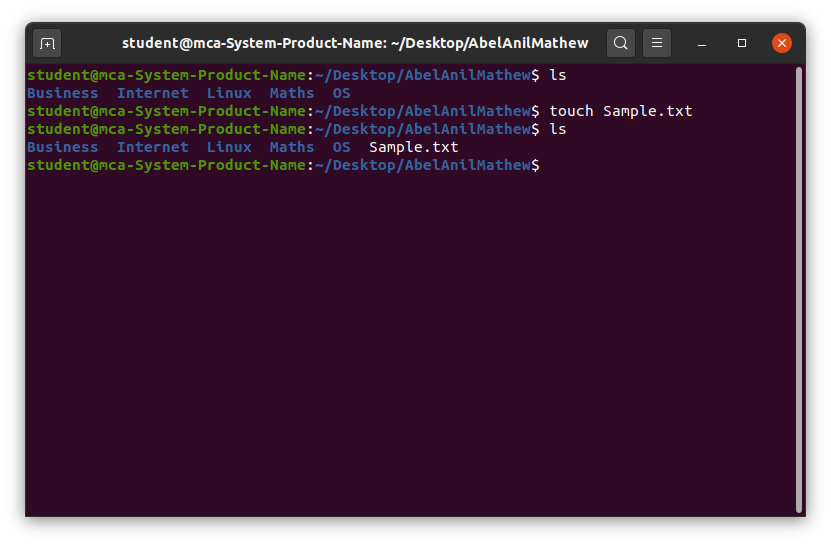 student@mca-System-Product-Name: ~/Desktop/AbelAnilMathew
student@mca-System-Product-Name:~/Desktop/AbelAnilMathew$ ls
Business  Internet  Linux  Maths  OS
student@mca-System-Product-Name:~/Desktop/AbelAnilMathew$ touch Sample.txt
student@mca-System-Product-Name:~/Desktop/AbelAnilMathew$ ls
Business  Internet  Linux  Maths  OS  Sample.txt
student@mca-System-Product-Name:~/Desktop/AbelAnilMathew$